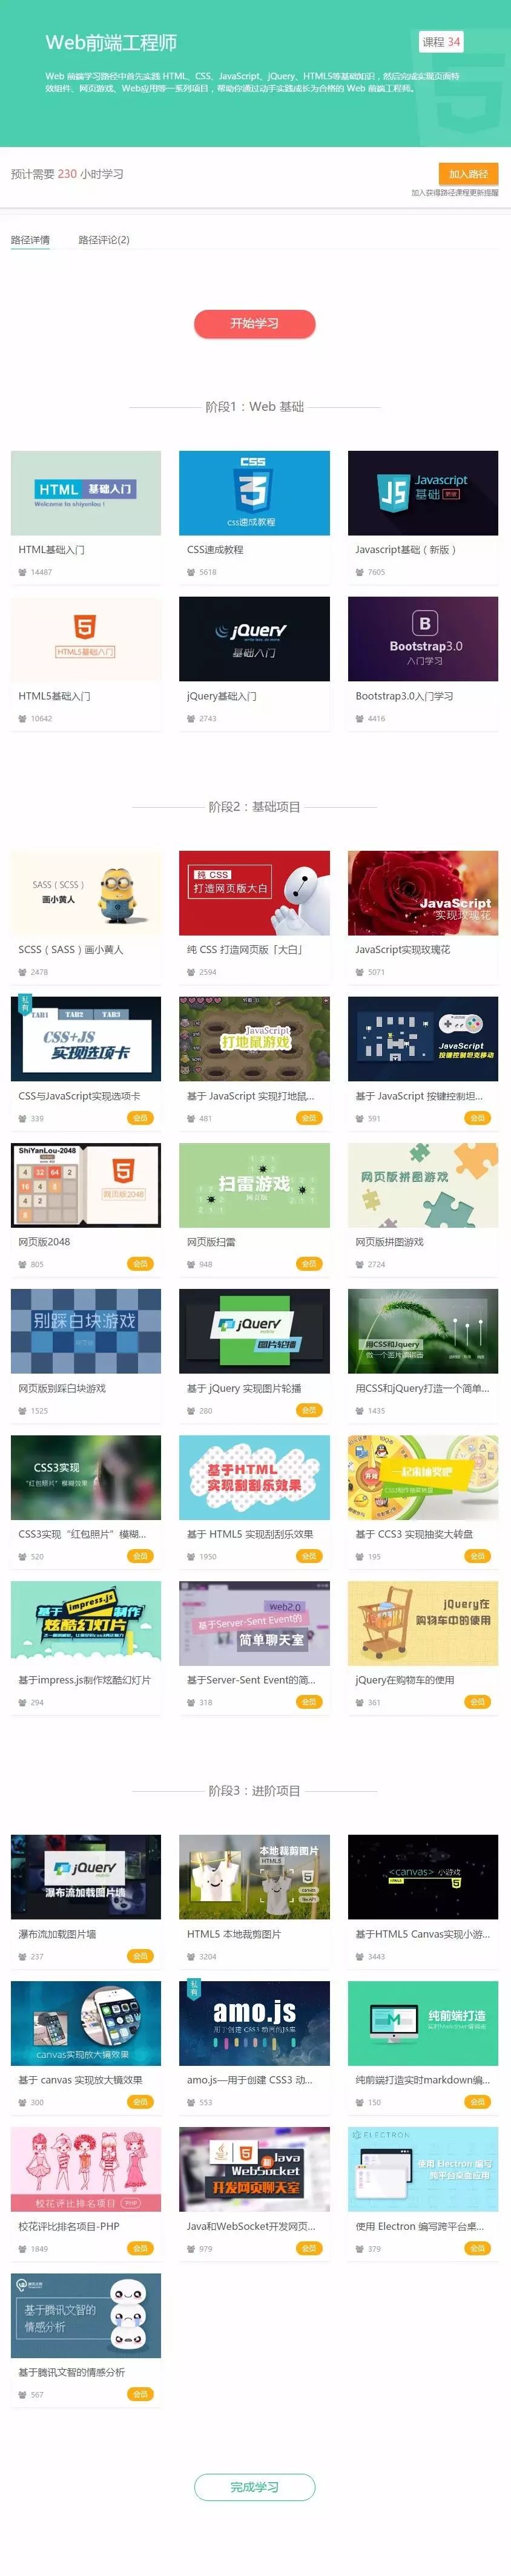 Web前端工程师
课程 34
Web 前端学习路径中首先实践 HTML、CSS、JavaScript、jQuery、HTML5等基础知识，然后完成实现页面特
效组件、网页游戏、Web应用等一系列项目，帮助你通过动手实践成长为合格的 Web 前端工程师。
预计需要 230 小时学习
加入路径
加入获得路径课程更新提醒
路径详情 路径评论(2)
开始学习
阶段1：Web 基础
HTML 基础入门
Welcome to shiyanlou !
CSS
css速成教程
JS
Javascript
基础
HTML基础入门
CSS速成教程
Javascript基础（新版）
14487
5618
7605
HTML5基础入门
jQuery
基础入门
B
Bootstrap3.0
入门学习
HTML5基础入门
jQuery基础入门
Bootstrap3.0入门学习
10642
2743
4416
阶段2：基础项目
SASS（SCSS）
画小黄人
纯 CSS
打造网页版大白
JavaScript
实现玫瑰花
SCSS（SASS）画小黄人
纯 CSS 打造网页版「大白」
JavaScript实现玫瑰花
2478
2594
5071
私有
TAB1 TAB2 TAB3
CSS+JS
实现选项卡
JavaScript
打地鼠游戏
JavaScript
按键控制坦克移动
CSS与JavaScript实现选项卡
基于 JavaScript 实现打地鼠...
基于 JavaScript 按键控制坦...
339 会员
481 会员
591 会员
ShiYanLou-2048
网页版2048
扫雷游戏
网页版
网页版拼图游戏
网页版2048
网页版扫雷
网页版拼图游戏
805 会员
948 会员
2724
别踩白块游戏
jQuery
图片轮播
用CSS和Jquery
做一个图片编辑器
网页版别踩白块游戏
基于 jQuery 实现图片轮播
用CSS和jQuery打造一个简单...
1525
280 会员
1435
CSS3实现
“红包照片”模糊效果
基于HTML
实现刮刮乐效果
一起来抽奖吧
CSS3制作抽奖转盘
CSS3实现“红包照片”模糊...
基于 HTML5 实现刮刮乐效果
基于 CCS3 实现抽奖大转盘
520 会员
1950 会员
195 会员
基于impress.js制作
炫酷幻灯片
web2.0
基于Server-Sent Event的
简单聊天室
jQuery在
购物车中的使用
基于impress.js制作炫酷幻灯片
基于Server-Sent Event的简...
jQuery在购物车的使用
294
318 会员
381 会员
阶段3：进阶项目
jQuery
瀑布流加载图片墙
本地裁剪图片
HTML5
<canvas> 小游戏
瀑布流加载图片墙
HTML5 本地裁剪图片
基于HTML5 Canvas实现小游...
237 会员
3204
3443
canvas实现放大镜效果
私有
amo.js
用于创建 CSS3 动画的效果
纯前端打造
基于 canvas 实现放大镜效果
amo.js—用于创建 CSS3 动...
纯前端打造实时markdown编...
300 会员
553
150 会员
校花评比排名项目 PHP
用Java
WebSocket
开发网页聊天室
ELECTRON
使用 Electron 编写
跨平台桌面应用
校花评比排名项目-PHP
Java和WebSocket开发网页...
使用 Electron 编写跨平台桌...
1849 会员
979 会员
379 会员
基于腾讯文智的
情感分析
基于腾讯文智的情感分析
567 会员
完成学习